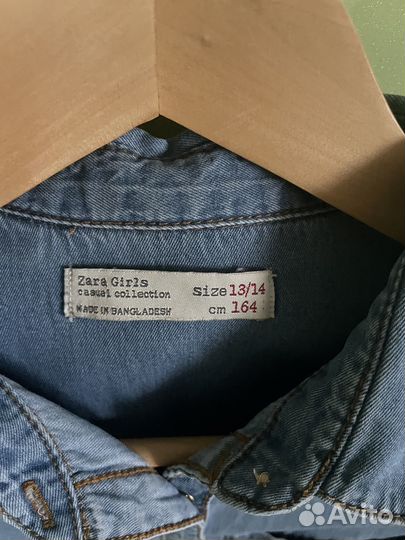 Zara Girls
casual collection
MADE IN BANGLADESH
size 13/14
cm 164
Avito